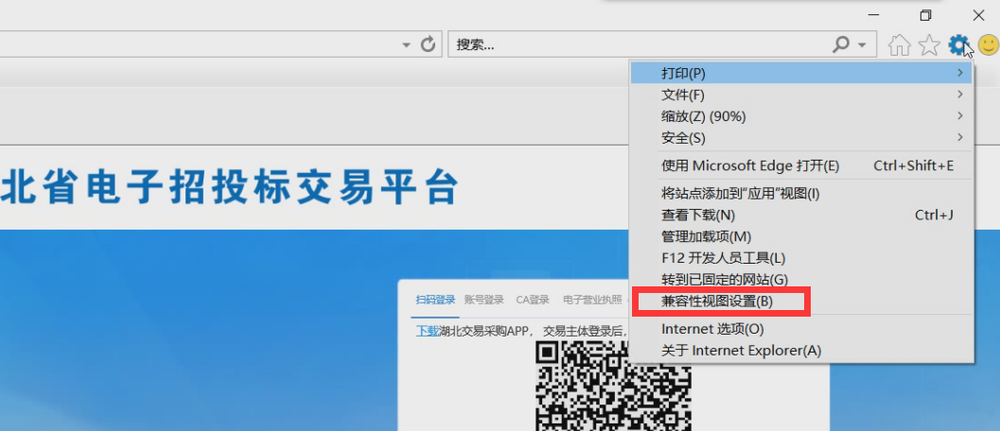 搜索...
打印(P)
文件(F)
缩放(Z) (90%)
安全(S)
使用 Microsoft Edge 打开(E) Ctrl+Shift+E
将站点添加到“应用”视图(I)
查看下载(N) Ctrl+J
管理加载项(M)
F12 开发人员工具(L)
转到已固定的网站(G)
兼容性视图设置(B)
Internet 选项(O)
关于 Internet Explorer(A)
北省电子招投标交易平台
扫码登录 账号登录 CA登录 电子营业执照
下载湖北交易采购APP， 交易主体登录后，